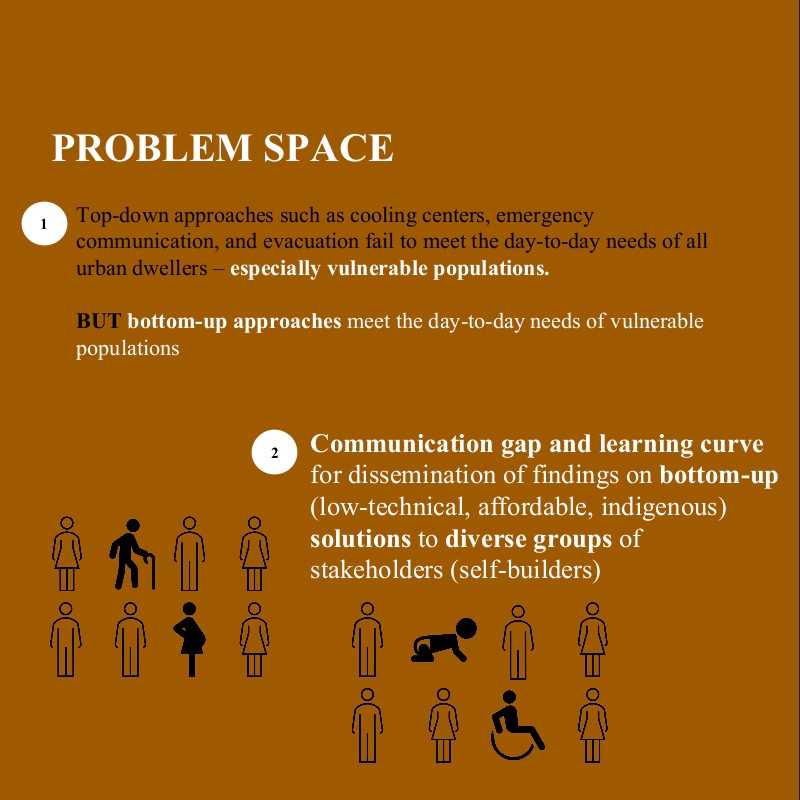 PROBLEM SPACE
1
Top-down approaches such as cooling centers, emergency
communication, and evacuation fail to meet the day-to-day needs of all
urban dwellers – especially vulnerable populations.
BUT bottom-up approaches meet the day-to-day needs of vulnerable
populations
2
Communication gap and learning curve
for dissemination of findings on bottom-up
(low-technical, affordable, indigenous)
solutions to diverse groups of
stakeholders (self-builders)